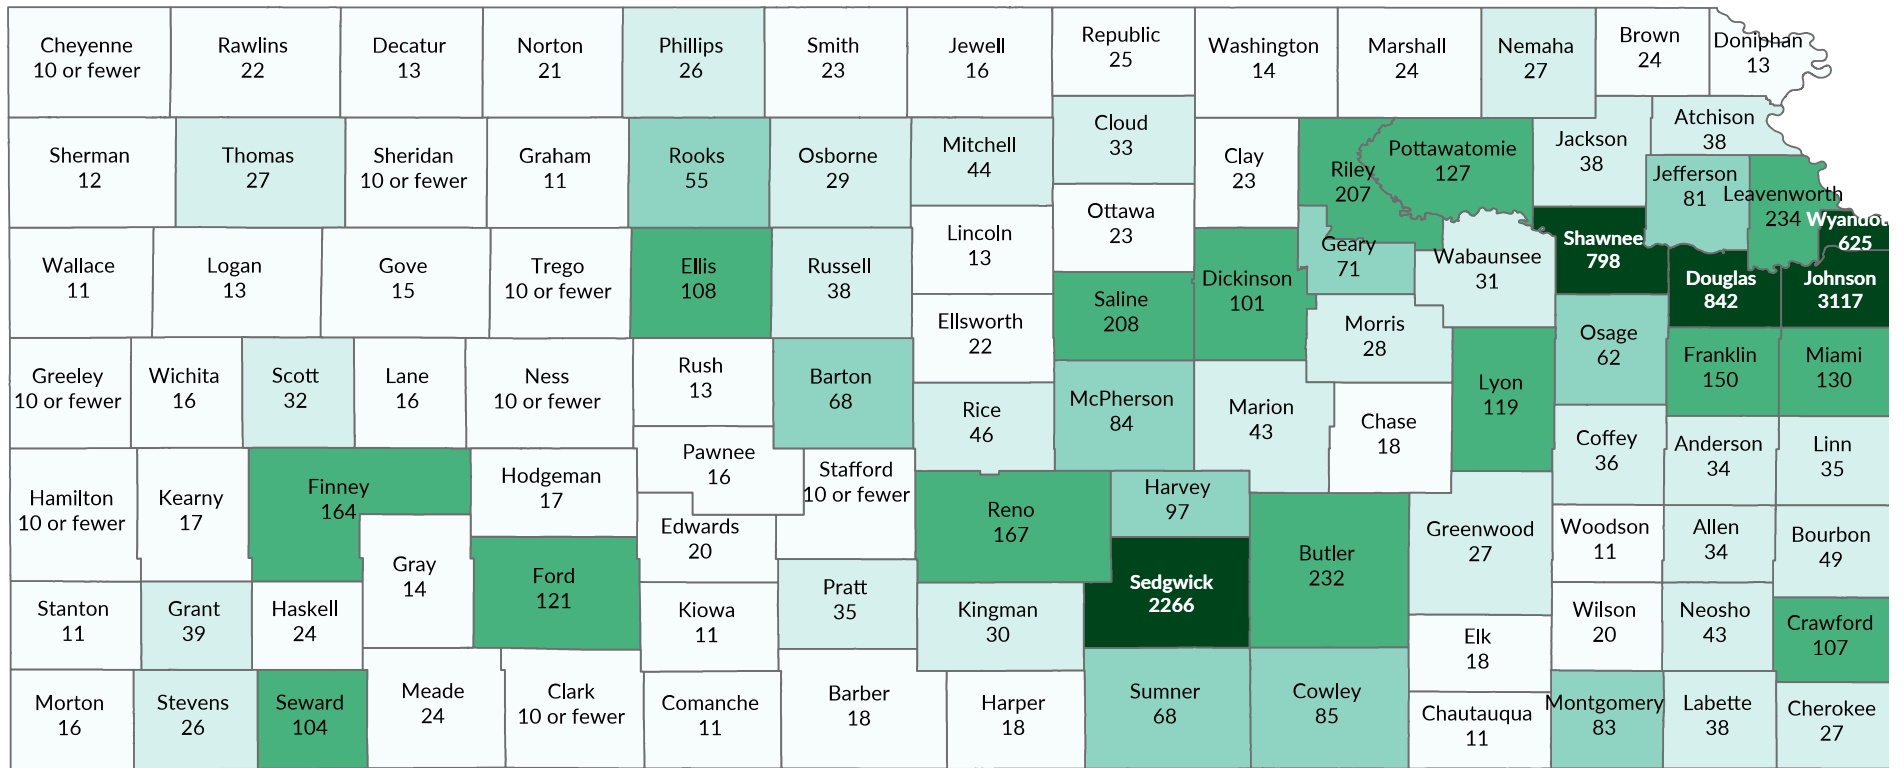 Cheyenne
10 or fewer
Rawlins
22
Decatur
13
Norton
21
Phillips
26
Smith
23
Jewell
16
Republic
25
Washington
14
Marshall
24
Nemaha
27
Brown
24
Doniphan
13
Sherman
12
Thomas
27
Sheridan
10 or fewer
Graham
11
Rooks
55
Osborne
29
Mitchell
44
Cloud
33
Clay
23
Riley
207
Pottawatomie
127
Jackson
38
Atchison
38
Jefferson
81
Leavenworth
234
Wyandot
625
Wallace
11
Logan
13
Gove
15
Trego
10 or fewer
Ellis
108
Russell
38
Lincoln
13
Ottawa
23
Saline
208
Dickinson
101
Geary
71
Wabaunsee
31
Shawnee
798
Douglas
842
Johnson
3117
Greeley
10 or fewer
Wichita
16
Scott
32
Lane
16
Ness
10 or fewer
Rush
13
Barton
68
Ellsworth
22
Rice
46
McPherson
84
Marion
43
Morris
28
Chase
18
Lyon
119
Osage
62
Franklin
150
Miami
130
Hamilton
10 or fewer
Kearny
17
Finney
164
Hodgeman
17
Pawnee
16
Stafford
10 or fewer
Edwards
20
Gray
14
Ford
121
Reno
167
Harvey
97
Sedgwick
2266
Butler
232
Greenwood
27
Coffey
36
Anderson
34
Linn
35
Woodson
11
Allen
34
Bourbon
49
Stanton
11
Grant
39
Haskell
24
Kiowa
11
Pratt
35
Kingman
30
Elk
18
Wilson
20
Neosho
43
Crawford
107
Morton
16
Stevens
26
Seward
104
Meade
24
Clark
10 or fewer
Comanche
11
Barber
18
Harper
18
Sumner
68
Cowley
85
Chautauqua
11
Montgomery
83
Labette
38
Cherokee
27